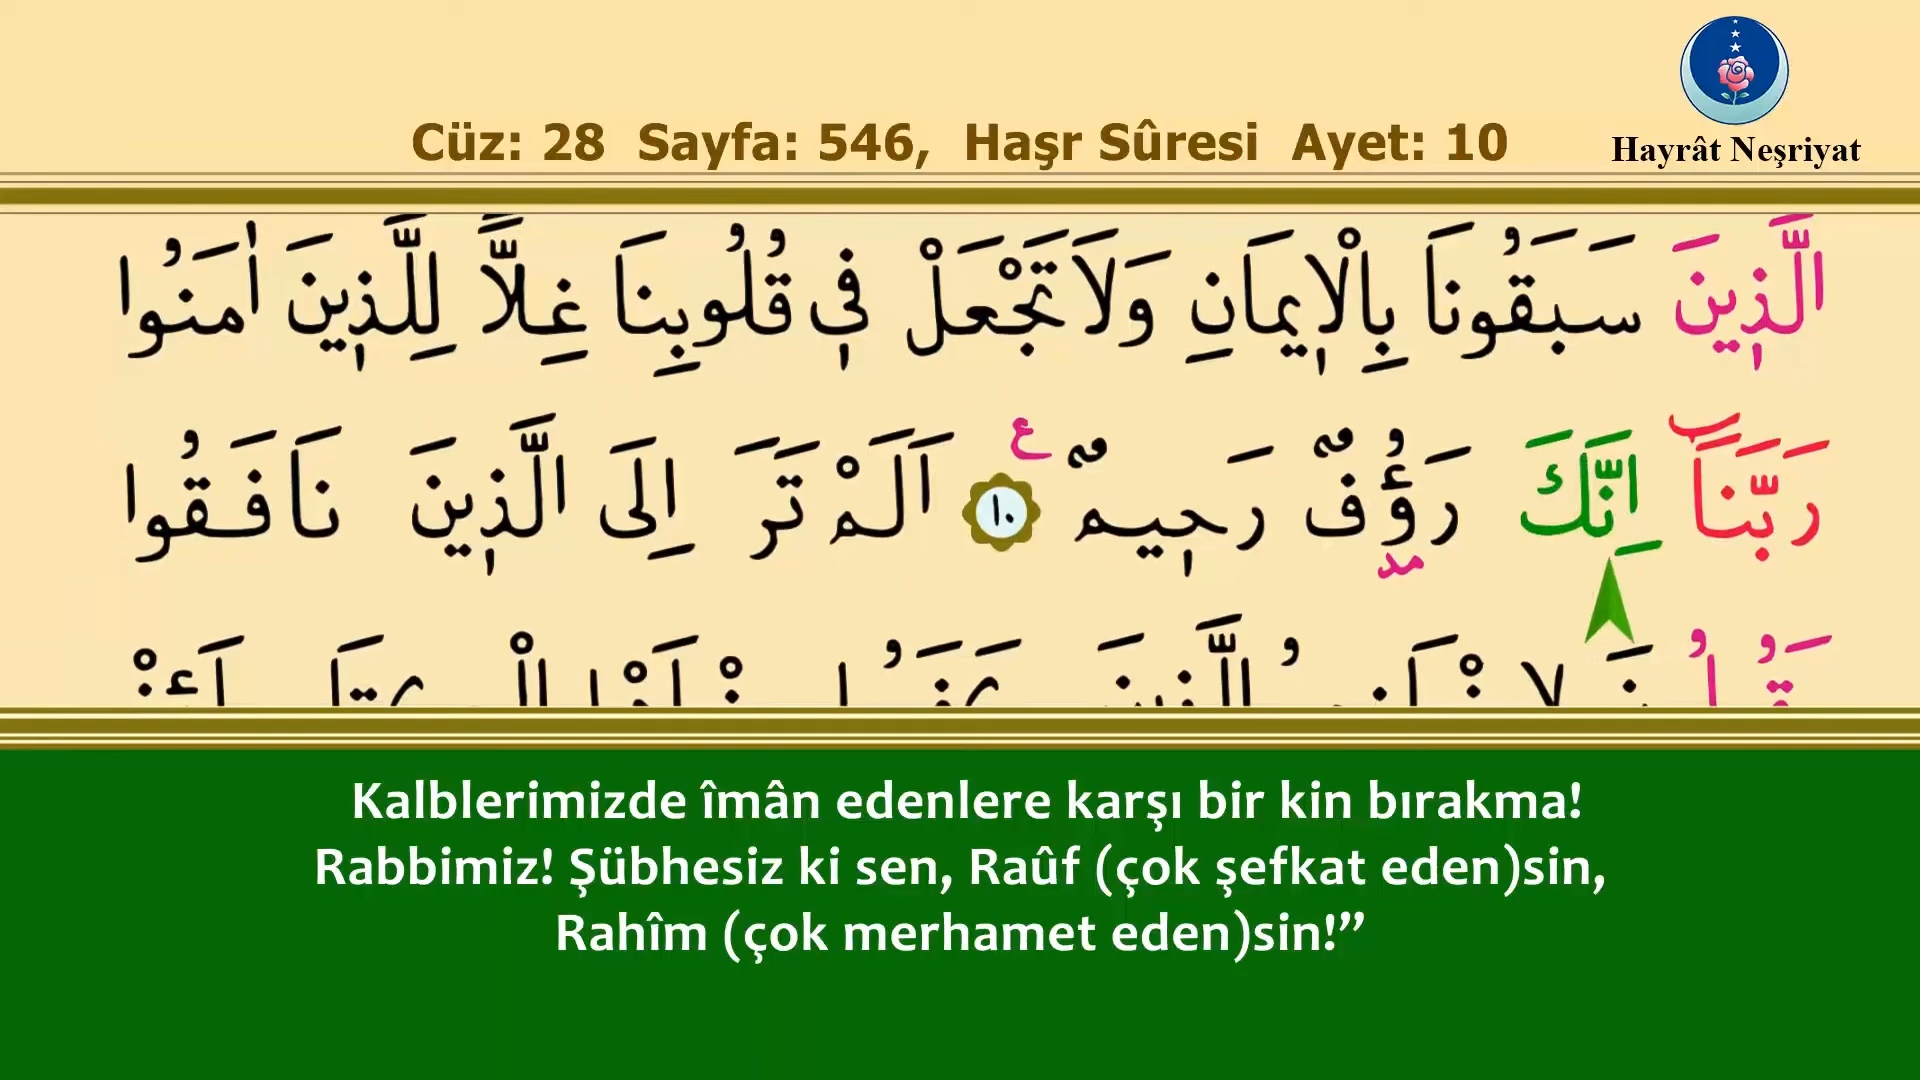 Cüz: 28 Sayfa: 546, Haşr Sûresi Ayet: 10
Hayrât Neşriyat
الَّذ۪ينَ سَبَقُونَا بِالْا۪يمَانِ وَلَا تَجْعَلْ ف۪ي قُلُوبِنَا غِلًّا لِلَّذ۪ينَ اٰمَنُوا
رَبَّنَٓا اِنَّكَ رَؤُ۫فٌ رَح۪يمٌ ع ١٠ اَلَمْ تَرَ اِلَى الَّذ۪ينَ نَافَقُوا
مد
Kalblerimizde îmân edenlere karşı bir kin bırakma!
Rabbimiz! Şübhesiz ki sen, Raûf (çok şefkat eden)sin,
Rahîm (çok merhamet eden)sin!”